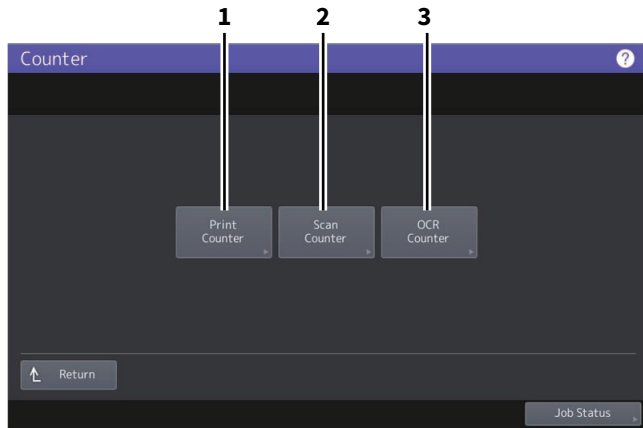 1 2 3
Counter ?
Print Scan OCR
Counter Counter Counter
Return
Job Status